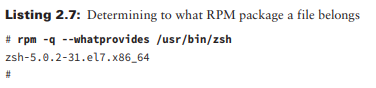 Listing 2.7: Determining to what RPM package a file belongs
# rpm -q --whatprovides /usr/bin/zsh
zsh-5.0.2-31.el7.x86_64
#